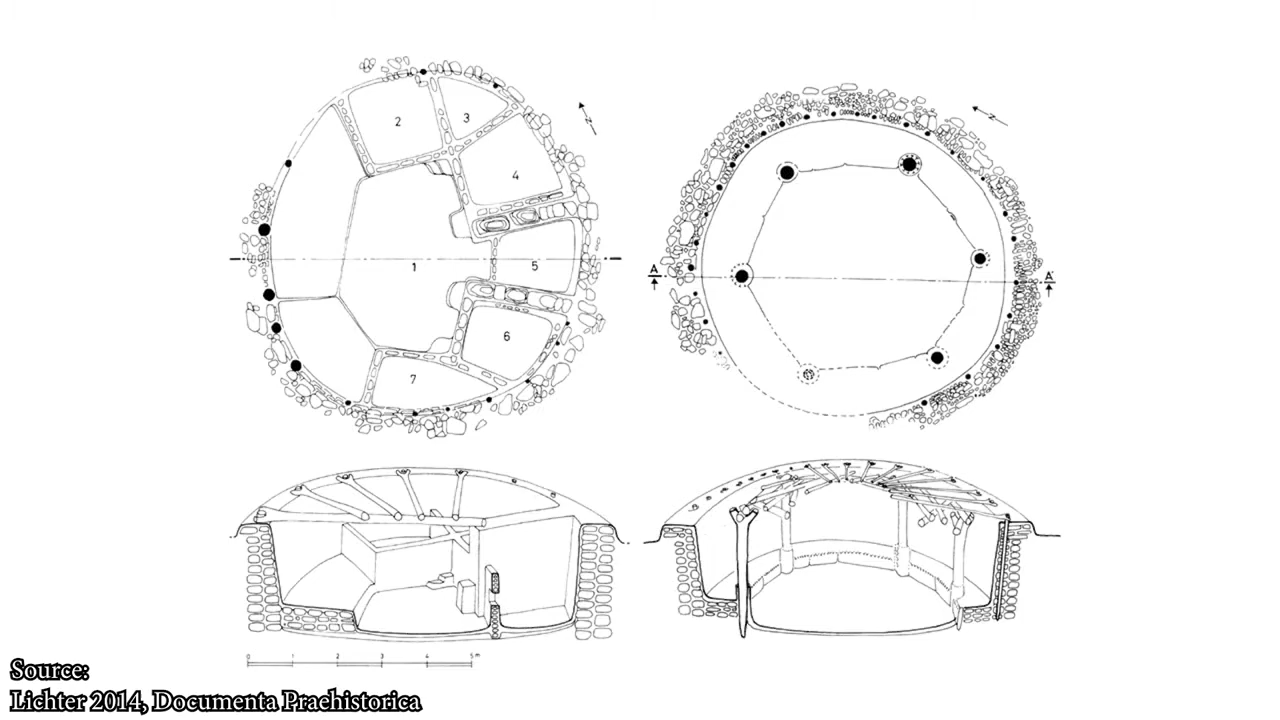 2
3
4
N
N
1
5
A
A'
6
7
0 1 2 3 4 5 m
Source:
Lichter 2014, Documenta Praehistorica